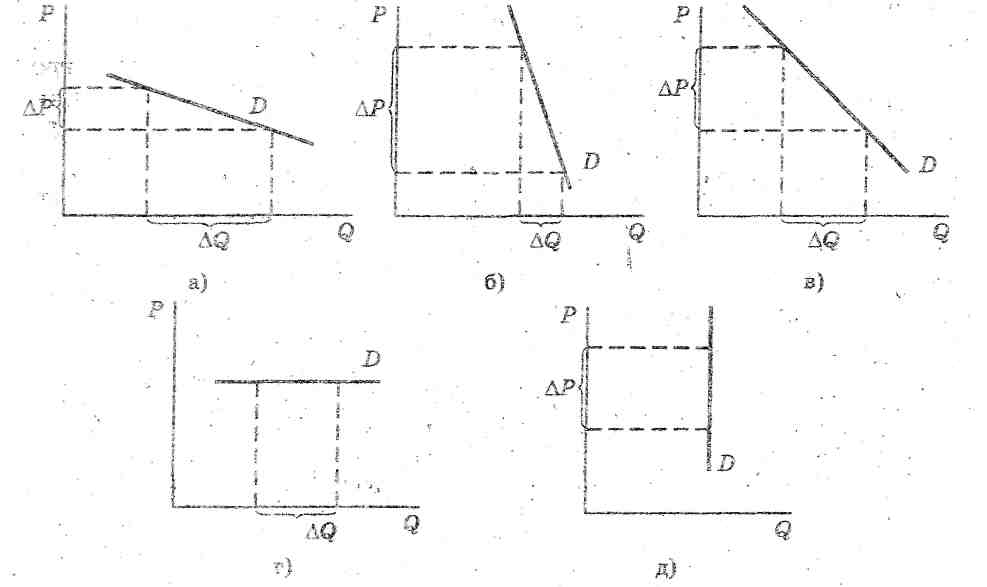 P P P
ΔP D ΔP D ΔP D
ΔQ Q ΔQ Q ΔQ Q
а) б) в)
P P
D ΔP D
ΔQ Q Q
г) д)